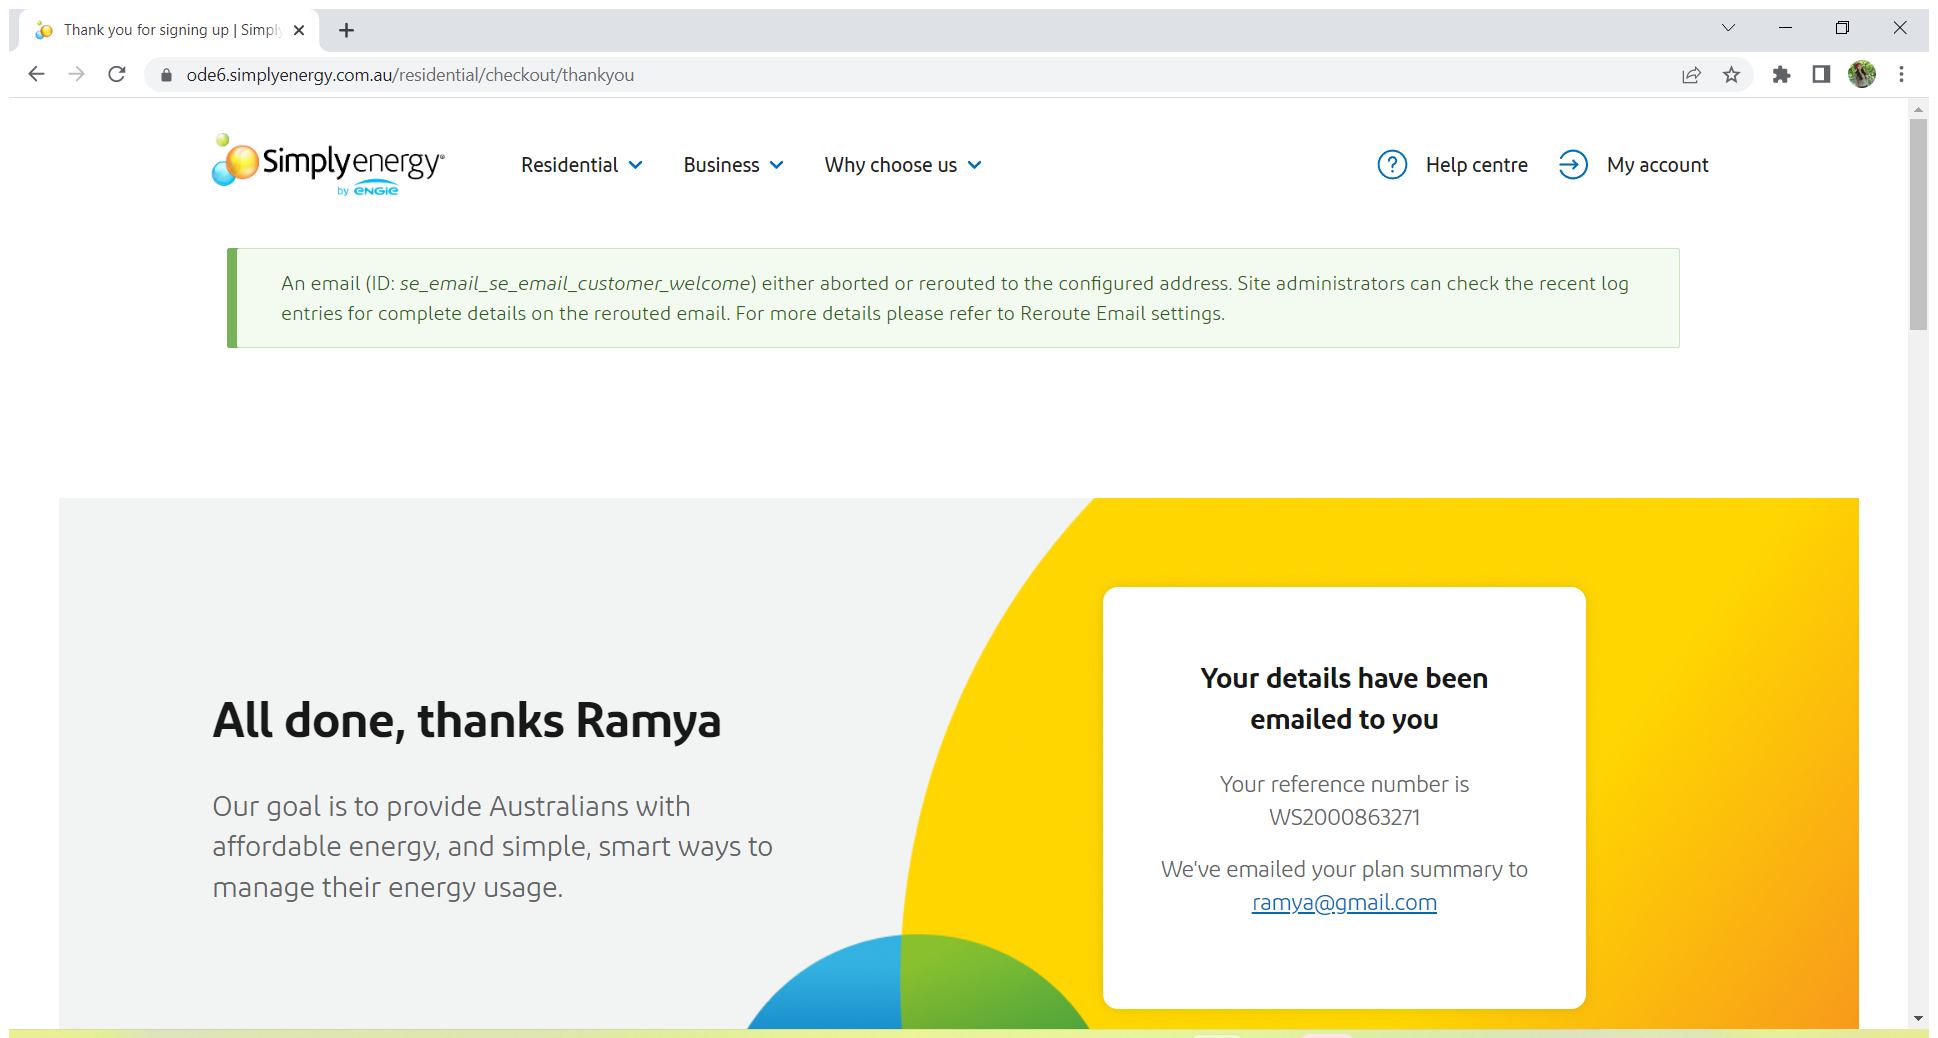 Thank you for signing up | Simply
ode6.simplyenergy.com.au/residential/checkout/thankyou
Simplyenergy®
by ENGIE
Residential
Business
Why choose us
? Help centre
My account
An email (ID: se_email_se_email_customer_welcome) either aborted or rerouted to the configured address. Site administrators can check the recent log
entries for complete details on the rerouted email. For more details please refer to Reroute Email settings.
All done, thanks Ramya
Our goal is to provide Australians with
affordable energy, and simple, smart ways to
manage their energy usage.
Your details have been
emailed to you
Your reference number is
WS2000863271
We've emailed your plan summary to
ramya@gmail.com